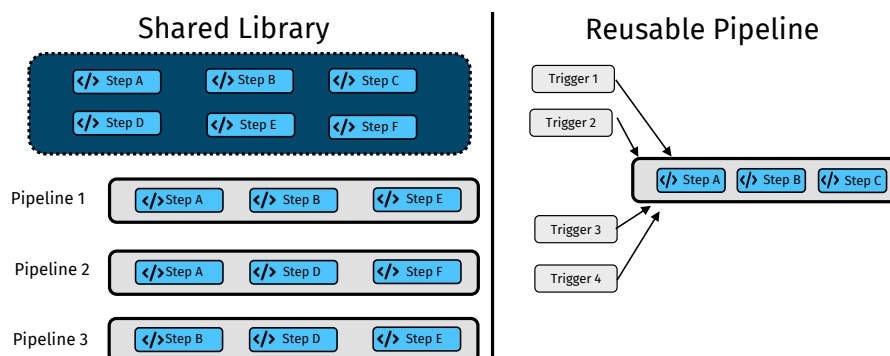 Shared Library
</> Step A
</> Step B
</> Step C
</> Step D
</> Step E
</> Step F
Pipeline 1
</>Step A
</> Step B
</> Step E
Pipeline 2
</>Step A
</> Step D
</> Step F
Pipeline 3
</>Step B
</> Step D
</> Step E
Reusable Pipeline
Trigger 1
Trigger 2
</>Step A
</> Step B
</> Step C
Trigger 3
Trigger 4